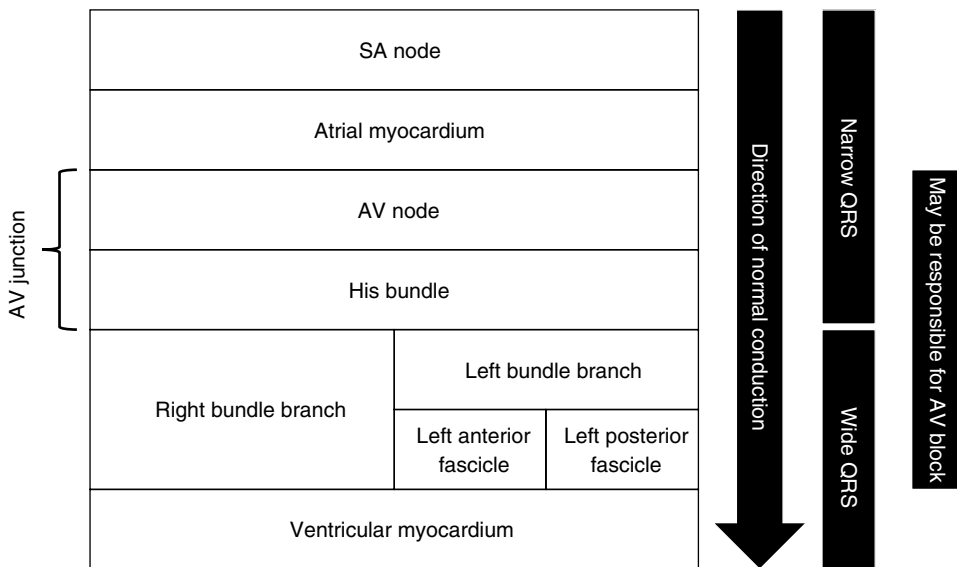 SA node
Atrial myocardium
AV node
His bundle
AV junction
Right bundle branch
Left bundle branch
Left anterior
fascicle
Left posterior
fascicle
Ventricular myocardium
Direction of normal conduction
Narrow QRS
Wide QRS
May be responsible for AV block